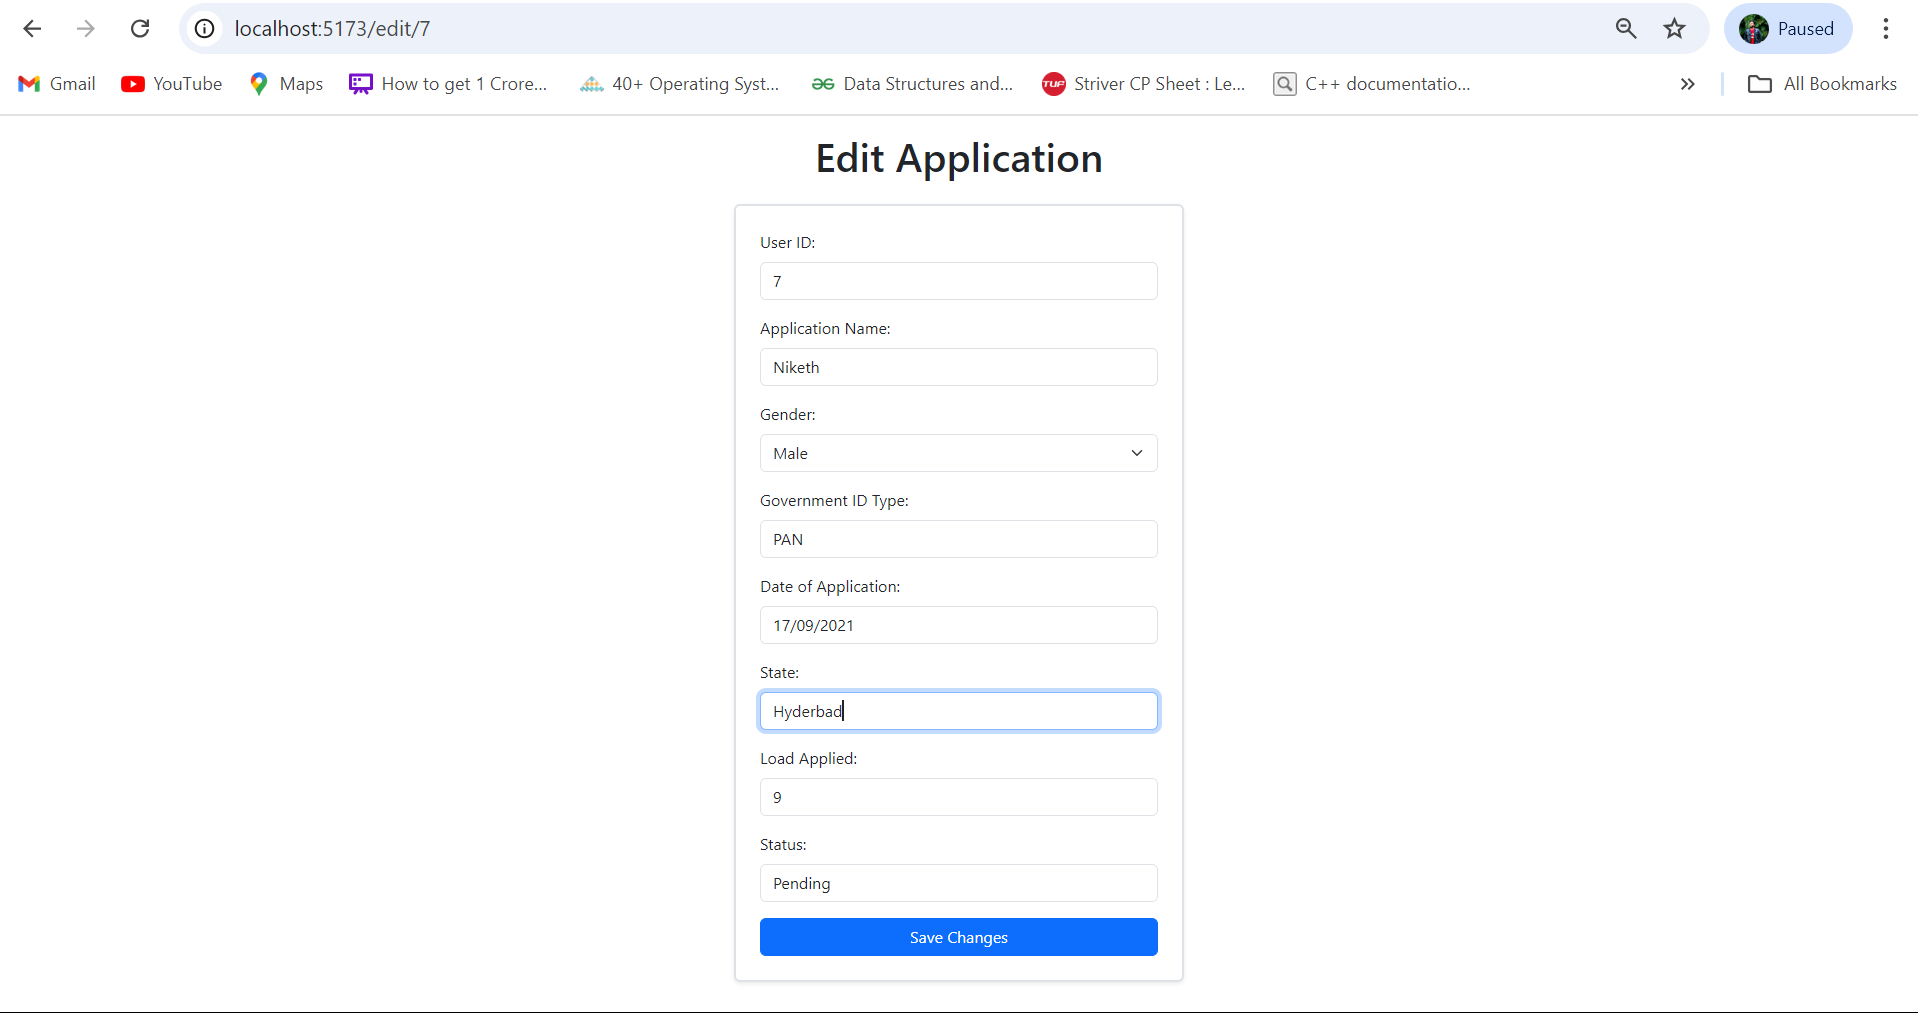 localhost:5173/edit/7
Paused
Gmail
YouTube
Maps
How to get 1 Crore...
40+ Operating Syst...
Data Structures and...
TUF
Striver CP Sheet : Le...
C++ documentatio...
All Bookmarks
Edit Application
User ID:
7
Application Name:
Niketh
Gender:
Male
Government ID Type:
PAN
Date of Application:
17/09/2021
State:
Hyderbad
Load Applied:
9
Status:
Pending
Save Changes